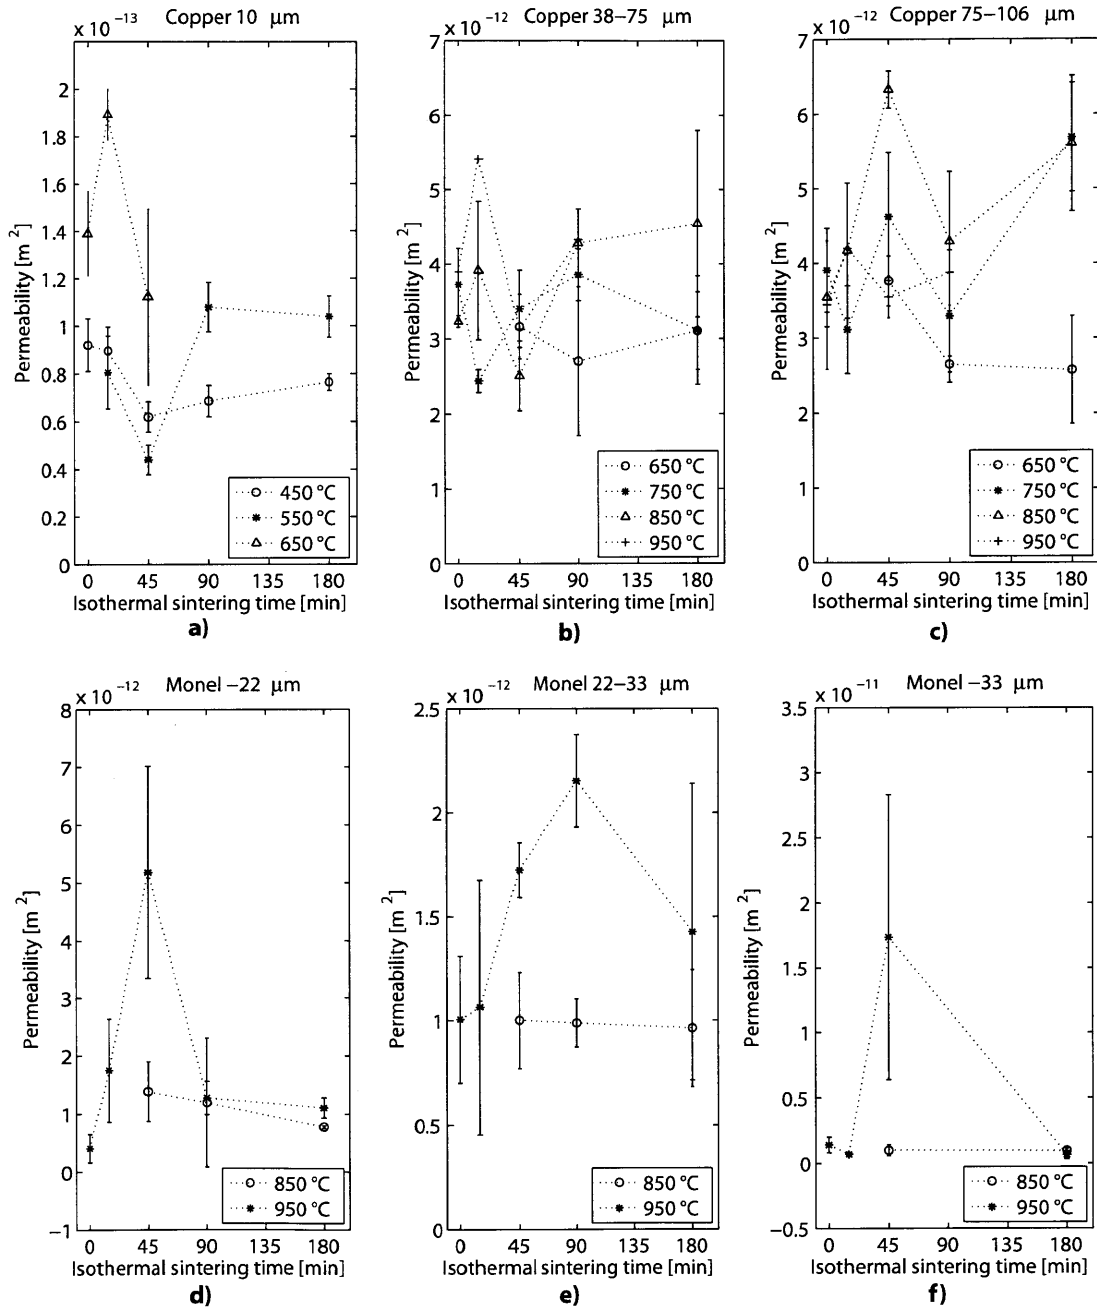 x 10 −13 Copper 10 μm
2
1.8
1.6
1.4
1.2
1
0.8
0.6
0.4
0.2
0
Permeability [m 2]
450 °C
550 °C
650 °C
0 45 90 135 180
Isothermal sintering time [min]
a)
x 10 −12 Copper 38−75 μm
7
6
5
4
3
2
1
0
Permeability [m 2]
650 °C
750 °C
850 °C
950 °C
0 45 90 135 180
Isothermal sintering time [min]
b)
x 10 −12 Copper 75−106 μm
7
6
5
4
3
2
1
0
Permeability [m 2]
650 °C
750 °C
850 °C
950 °C
0 45 90 135 180
Isothermal sintering time [min]
c)
x 10 −12 Monel −22 μm
8
7
6
5
4
3
2
1
0
−1
Permeability [m 2]
850 °C
950 °C
0 45 90 135 180
Isothermal sintering time [min]
d)
x 10 −12 Monel 22−33 μm
2.5
2
1.5
1
0.5
0
Permeability [m 2]
850 °C
950 °C
0 45 90 135 180
Isothermal sintering time [min]
e)
x 10 −11 Monel −33 μm
3.5
3
2.5
2
1.5
1
0.5
0
−0.5
Permeability [m 2]
850 °C
950 °C
0 45 90 135 180
Isothermal sintering time [min]
f)